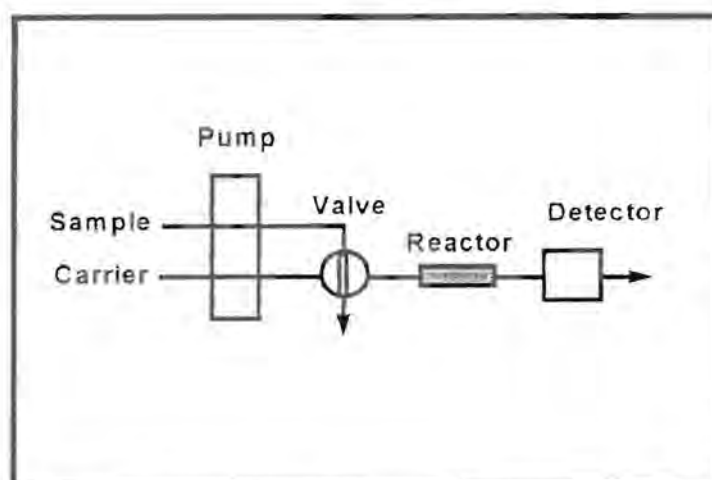 Pump
Valve
Detector
Sample
Reactor
Carrier